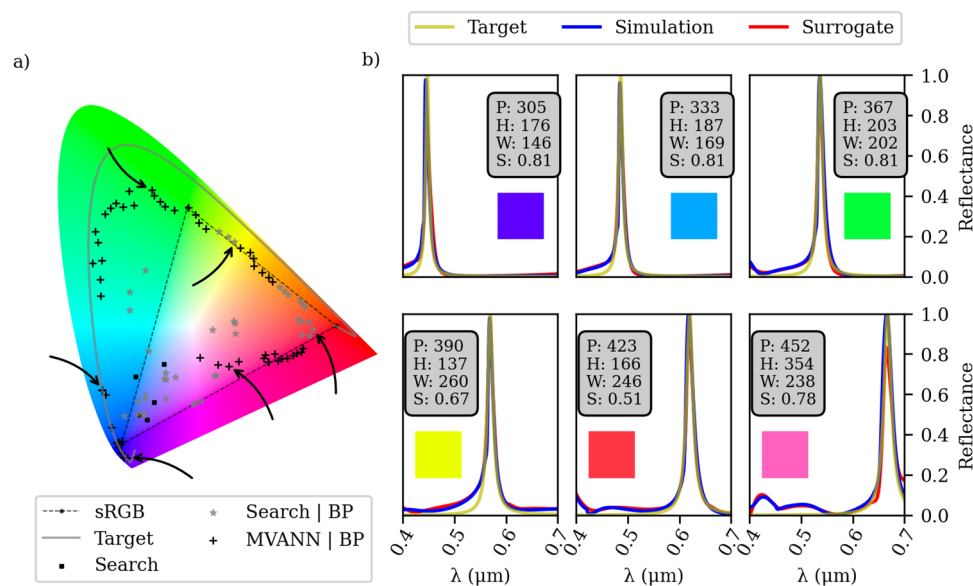 Target
Simulation
Surrogate
a)
b)
P: 305
H: 176
W: 146
S: 0.81
P: 333
H: 187
W: 169
S: 0.81
P: 367
H: 203
W: 202
S: 0.81
1.0
0.8
0.6
0.4
0.2
0.0
Reflectance
P: 390
H: 137
W: 260
S: 0.67
P: 423
H: 166
W: 246
S: 0.51
P: 452
H: 354
W: 238
S: 0.78
1.0
0.8
0.6
0.4
0.2
0.0
Reflectance
0.4
0.5
0.6
0.7
0.4
0.5
0.6
0.7
0.4
0.5
0.6
0.7
λ (μm)
λ (μm)
λ (μm)
sRGB
Target
Search
Search | BP
MVANN | BP